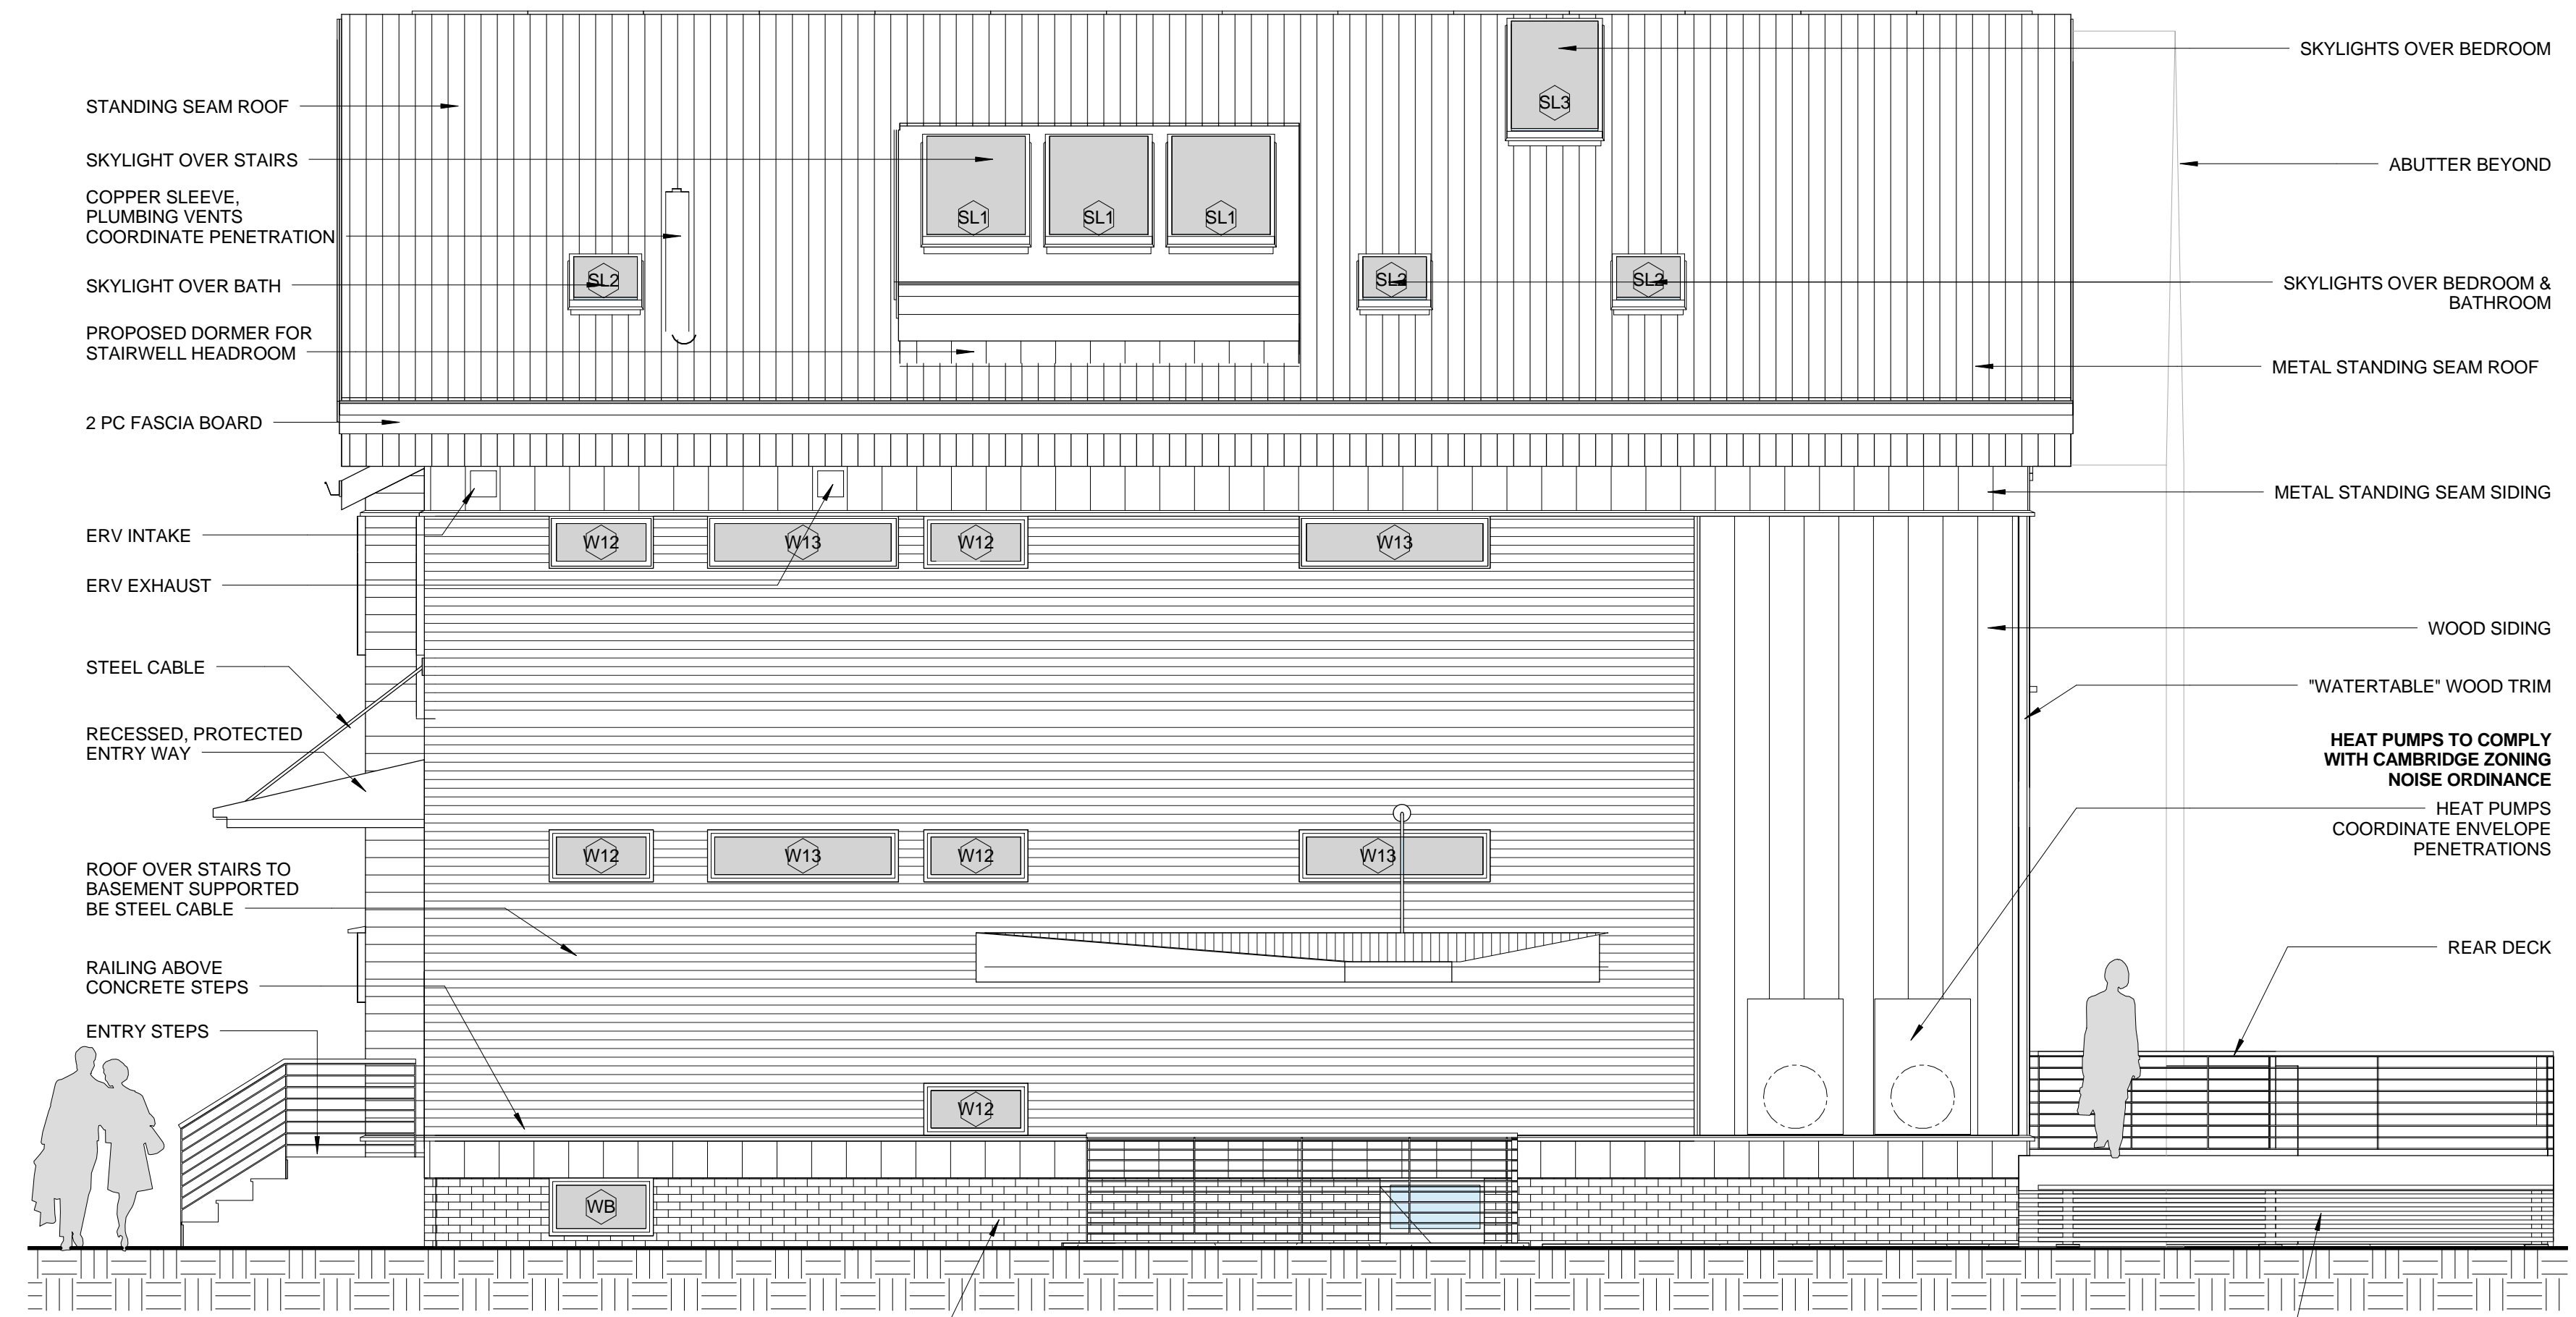 STANDING SEAM ROOF
SKYLIGHT OVER STAIRS
COPPER SLEEVE,
PLUMBING VENTS
COORDINATE PENETRATION
SKYLIGHT OVER BATH
PROPOSED DORMER FOR
STAIRWELL HEADROOM
2 PC FASCIA BOARD
ERV INTAKE
ERV EXHAUST
STEEL CABLE
RECESSED, PROTECTED
ENTRY WAY
ROOF OVER STAIRS TO
BASEMENT SUPPORTED
BE STEEL CABLE
RAILING ABOVE
CONCRETE STEPS
ENTRY STEPS
SL3
SL1
SL1
SL1
SL2
SL2
SL2
W12
W13
W12
W13
W12
W13
W12
W13
W12
WB
SKYLIGHTS OVER BEDROOM
ABUTTER BEYOND
SKYLIGHTS OVER BEDROOM &
BATHROOM
METAL STANDING SEAM ROOF
METAL STANDING SEAM SIDING
WOOD SIDING
"WATERTABLE" WOOD TRIM
HEAT PUMPS TO COMPLY
WITH CAMBRIDGE ZONING
NOISE ORDINANCE
HEAT PUMPS
COORDINATE ENVELOPE
PENETRATIONS
REAR DECK